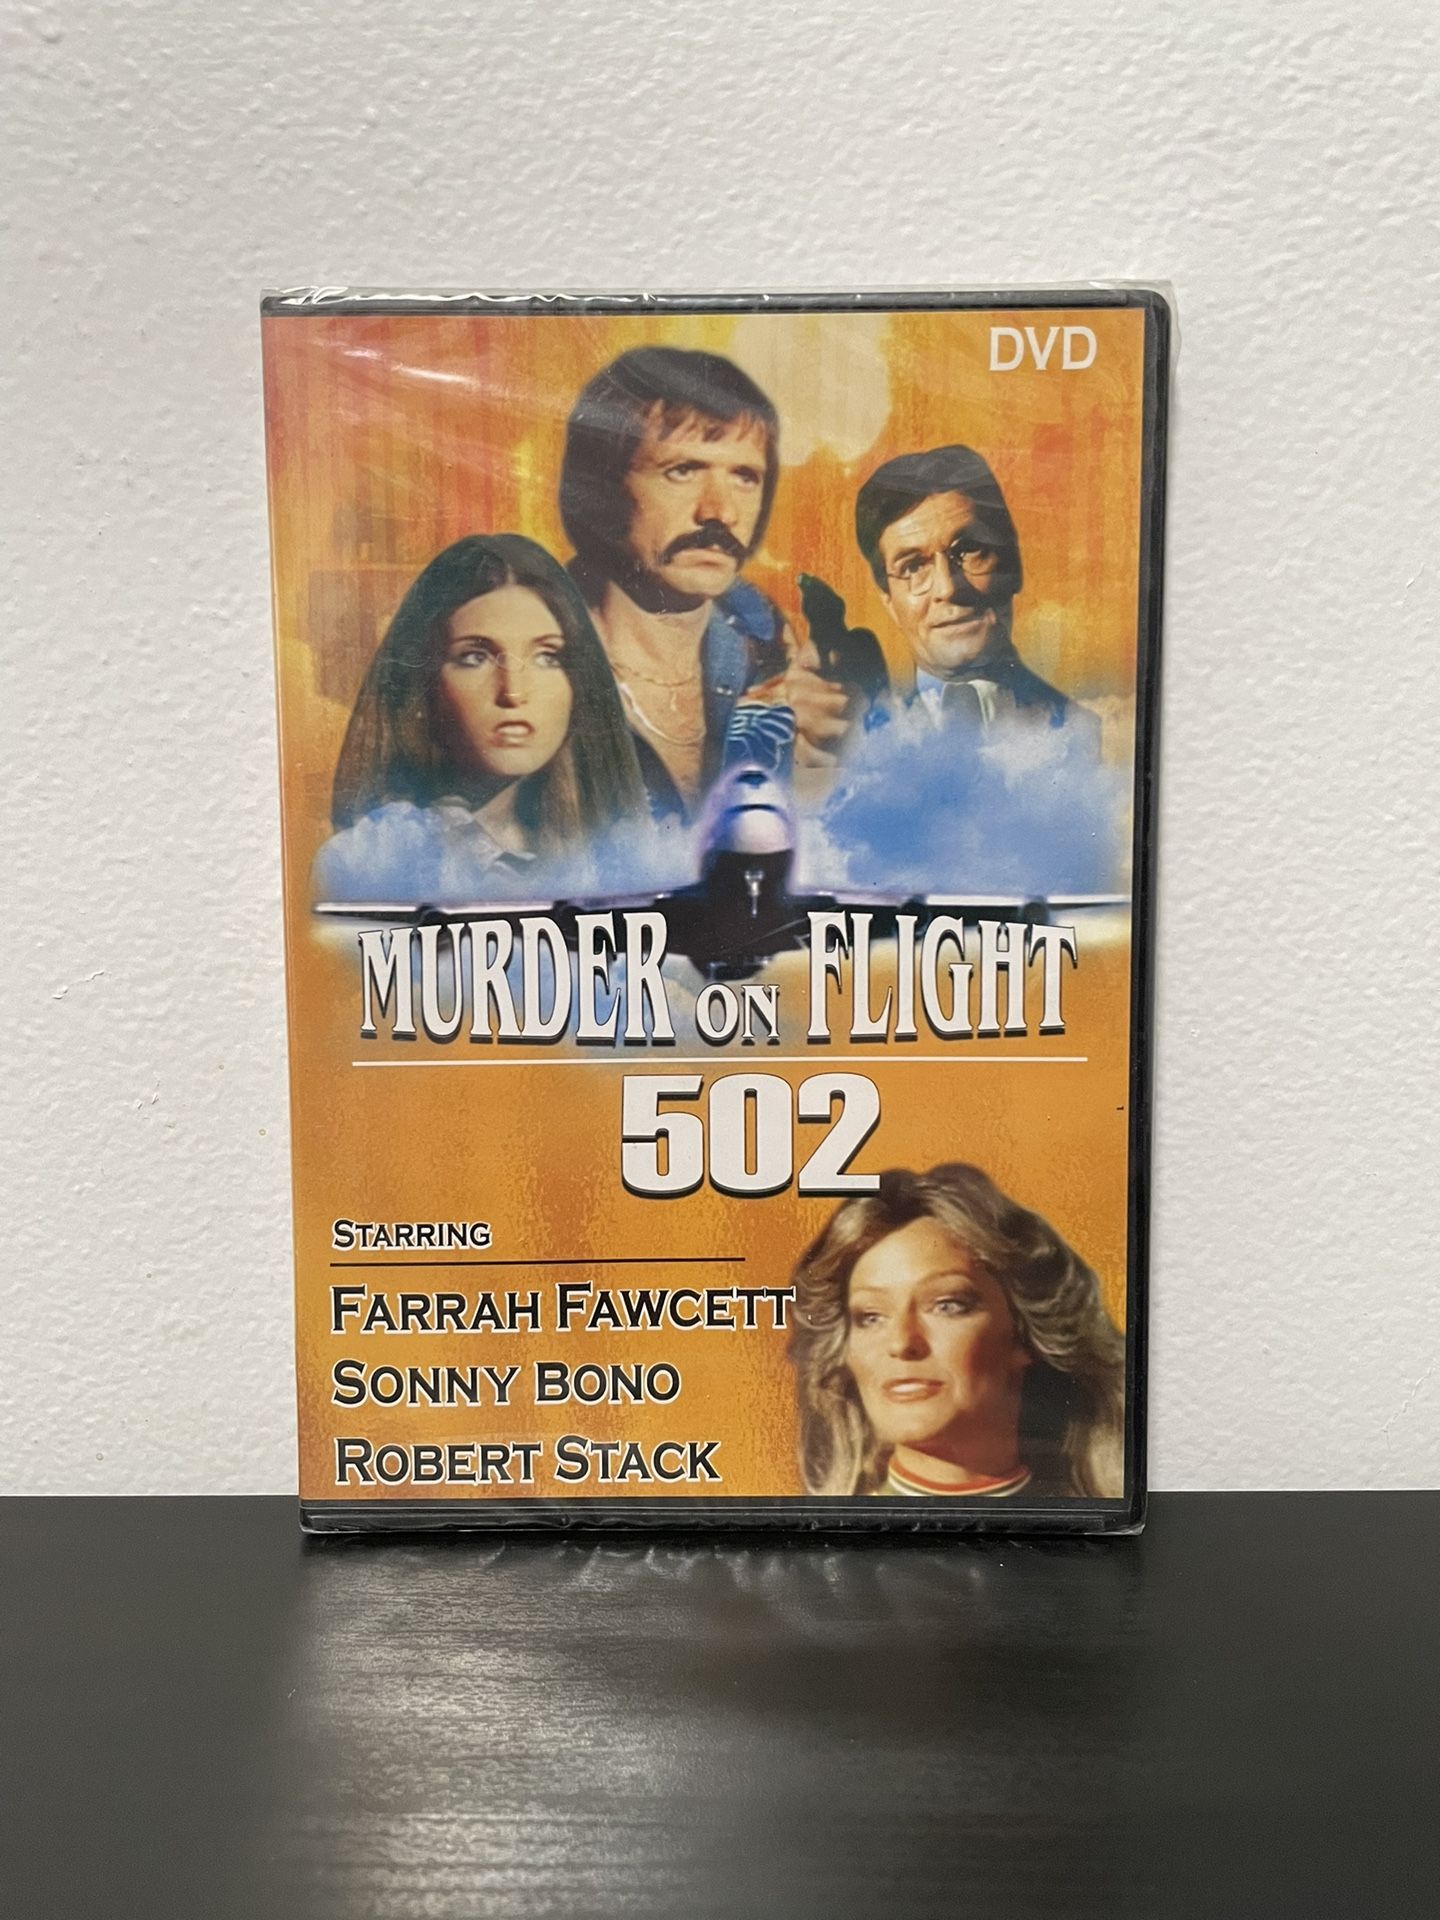 DVD
MURDER ON FLIGHT
502
STARRING
FARRAH FAWCETT
SONNY BONO
ROBERT STACK